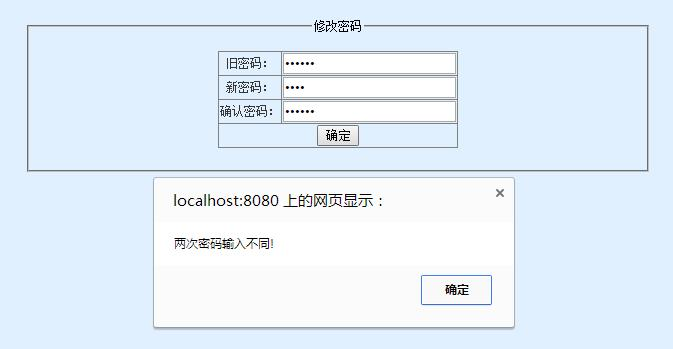 修改密码
旧密码： ••••••
新密码： ••••
确认密码： ••••••
确定
localhost:8080 上的网页显示：
两次密码输入不同!
确定